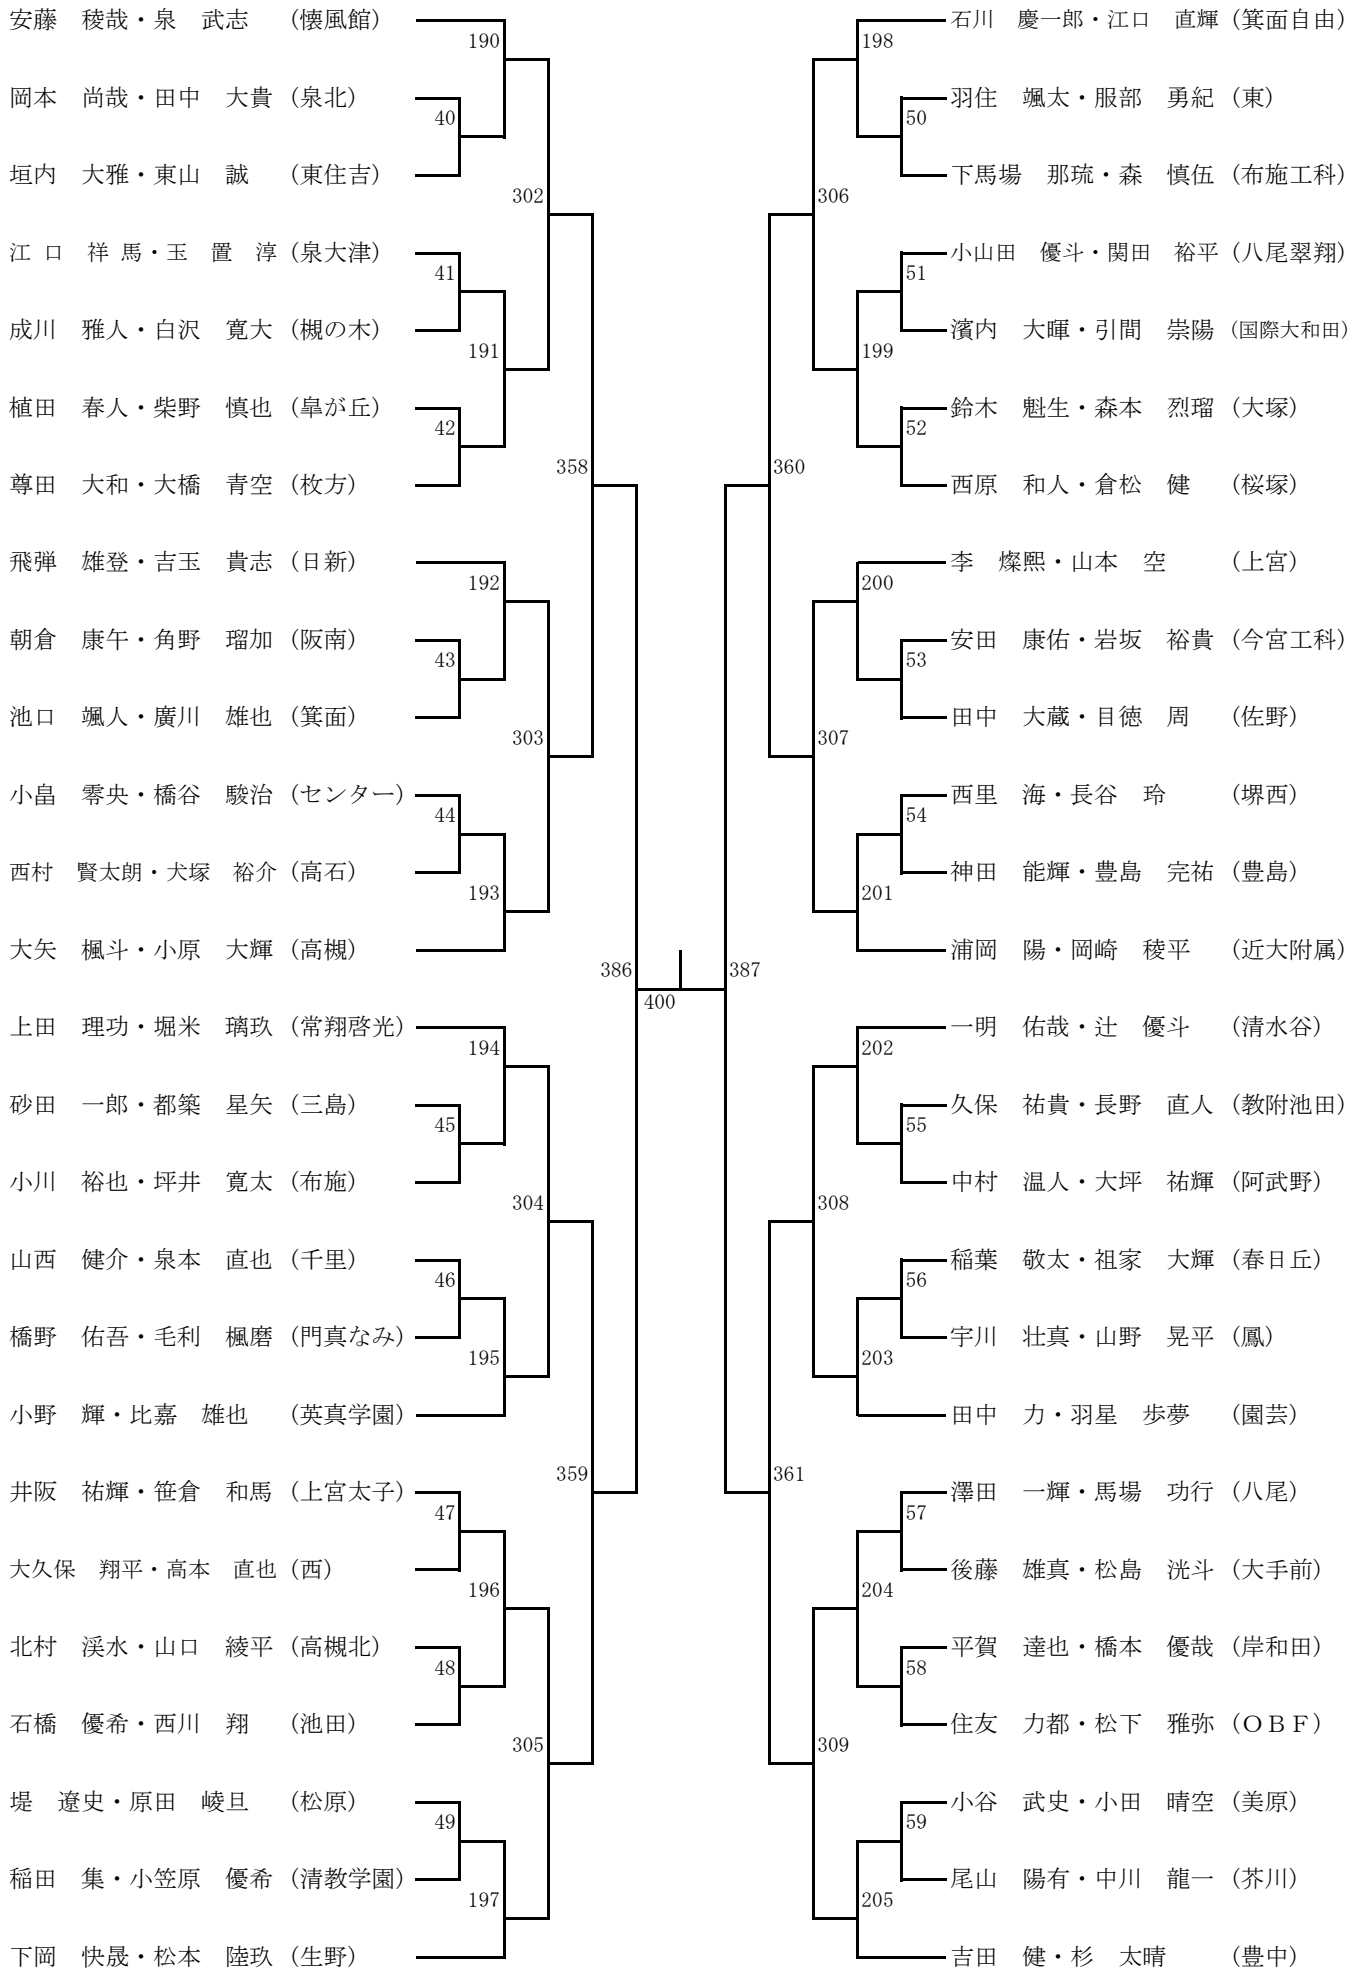 安藤　稜哉・泉　武志　（懐風館）
190
岡本　尚哉・田中　大貴（泉北）
40
垣内　大雅・東山　誠　（東住吉）
302
江 口　祥 馬・玉　置　淳（泉大津）
41
成川　雅人・白沢　寛大（槻の木）
191
植田　春人・柴野　慎也（皐が丘）
42
尊田　大和・大橋　青空（枚方）
358
飛弾　雄登・吉玉　貴志（日新）
192
朝倉　康午・角野　瑠加（阪南）
43
池口　颯人・廣川　雄也（箕面）
303
小畠　零央・橋谷　駿治（センター）
44
西村　賢太朗・犬塚　裕介（高石）
193
大矢　楓斗・小原　大輝（高槻）
386
400
上田　理功・堀米　璃玖（常翔啓光）
194
砂田　一郎・都築　星矢（三島）
45
小川　裕也・坪井　寛太（布施）
304
山西　健介・泉本　直也（千里）
46
橋野　佑吾・毛利　楓磨（門真なみ）
195
小野　輝・比嘉　雄也　（英真学園）
359
井阪　祐輝・笹倉　和馬（上宮太子）
47
大久保　翔平・高本　直也（西）
196
北村　渓水・山口　綾平（高槻北）
48
石橋　優希・西川　翔　（池田）
305
堤　遼史・原田　崚旦　（松原）
49
稲田　集・小笠原　優希（清教学園）
197
下岡　快晟・松本　陸玖（生野）
石川　慶一郎・江口　直輝（箕面自由）
198
羽住　颯太・服部　勇紀（東）
50
下馬場　那琉・森　慎伍（布施工科）
306
小山田　優斗・関田　裕平（八尾翠翔）
51
濱内　大暉・引間　崇陽（国際大和田）
199
鈴木　魁生・森本　烈瑠（大塚）
52
西原　和人・倉松　健　（桜塚）
360
李　燦熙・山本　空　（上宮）
200
安田　康佑・岩坂　裕貴（今宮工科）
53
田中　大蔵・目徳　周　（佐野）
307
西里　海・長谷　玲　（堺西）
54
神田　能輝・豊島　完祐（豊島）
201
浦岡　陽・岡崎　稜平　（近大附属）
387
一明　佑哉・辻　優斗　（清水谷）
202
久保　祐貴・長野　直人（教附池田）
55
中村　温人・大坪　祐輝（阿武野）
308
稲葉　敬太・祖家　大輝（春日丘）
56
宇川　壮真・山野　晃平（鳳）
203
田中　力・羽星　歩夢　（園芸）
361
澤田　一輝・馬場　功行（八尾）
57
後藤　雄真・松島　洸斗（大手前）
204
平賀　達也・橋本　優哉（岸和田）
58
住友　力都・松下　雅弥（ＯＢＦ）
309
小谷　武史・小田　晴空（美原）
59
尾山　陽有・中川　龍一（芥川）
205
吉田　健・杉　太晴　（豊中）